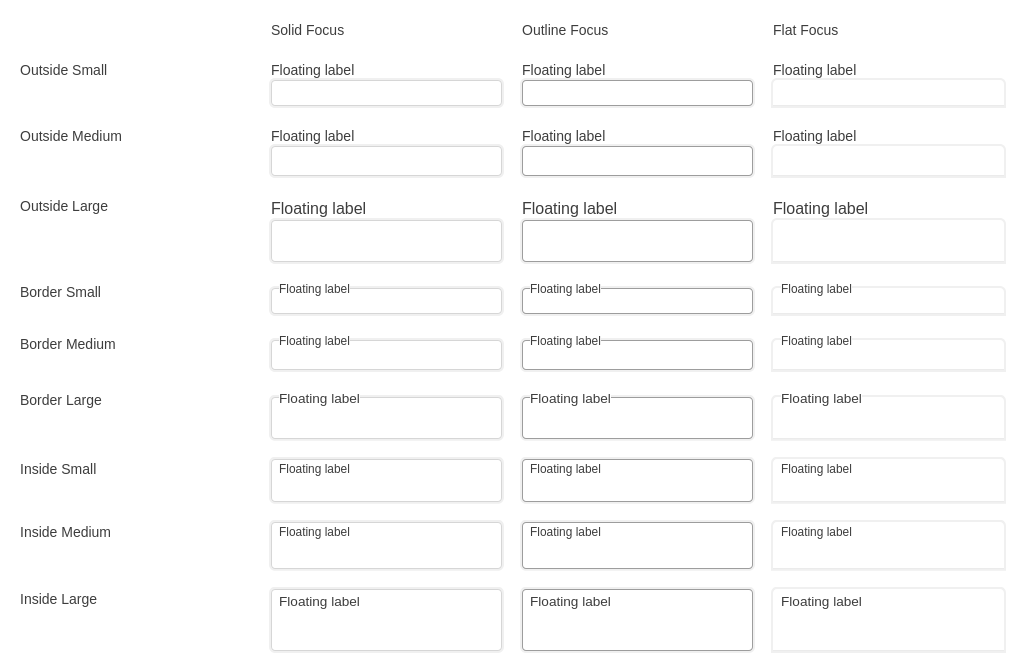 Solid Focus Outline Focus Flat Focus
Outside Small Floating label Floating label Floating label
Outside Medium Floating label Floating label Floating label
Outside Large Floating label Floating label Floating label
Border Small Floating label Floating label Floating label
Border Medium Floating label Floating label Floating label
Border Large Floating label Floating label Floating label
Inside Small Floating label Floating label Floating label
Inside Medium Floating label Floating label Floating label
Inside Large Floating label Floating label Floating label